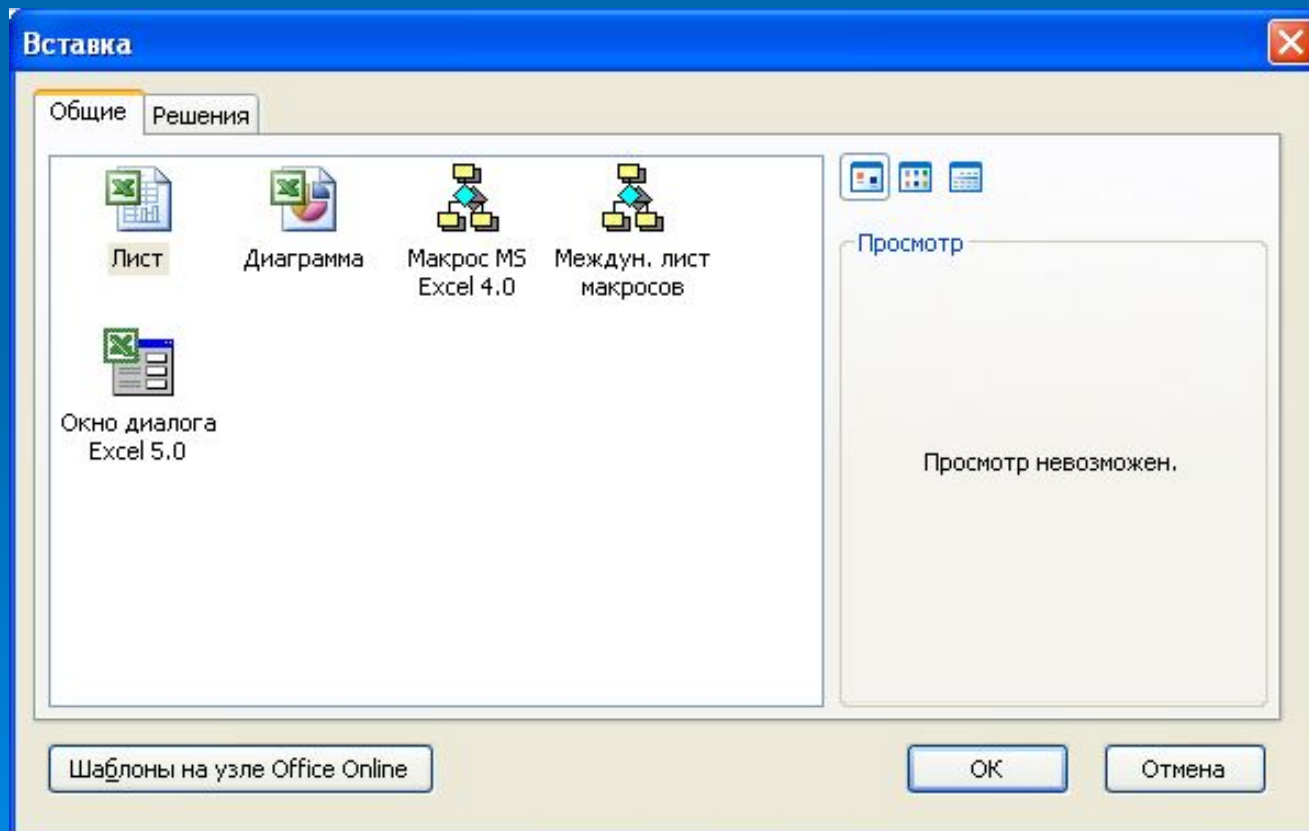 Вставка
Общие
Решения
Лист
Диаграмма
Макрос MS
Excel 4.0
Междун. лист
макросов
Окно диалога
Excel 5.0
Просмотр
Просмотр невозможен.
Шаблоны на узле Office Online
ОК
Отмена